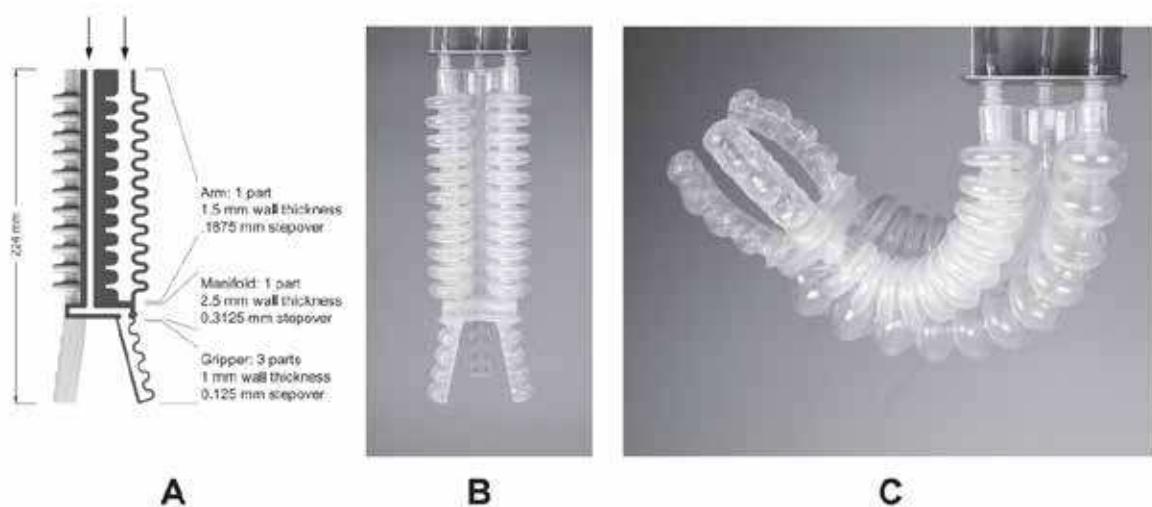 224 mm
Arm: 1 part
1.5 mm wall thickness
.1875 mm stepover
Manifold: 1 part
2.5 mm wall thickness
0.3125 mm stepover
Gripper: 3 parts
1 mm wall thickness
0.125 mm stepover
A
B
C